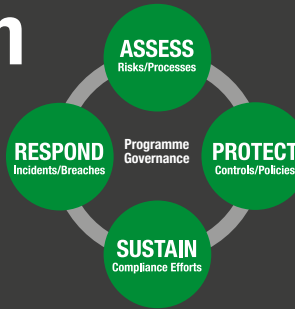 n
ASSESS
Risks/Processes
RESPOND
Incidents/Breaches
Programme
Governance
PROTECT
Controls/Policies
SUSTAIN
Compliance Efforts